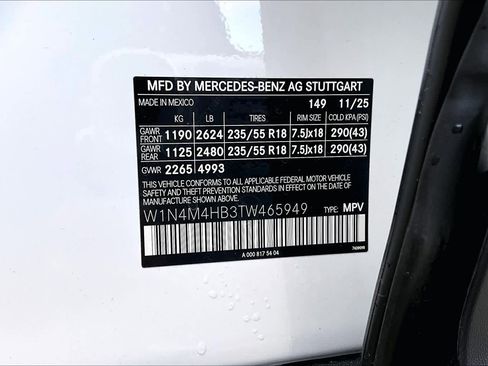 MFD BY MERCEDES-BENZ AG STUTTGART
MADE IN MEXICO 149 11/25
KG LB TIRES RIM SIZE COLD KPA (PSI)
GAWR FRONT 1190 2624 235/55 R18 7.5Jx18 290(43)
GAWR REAR 1125 2480 235/55 R18 7.5Jx18 290(43)
GVWR 2265 4993
THIS VEHICLE CONFORMS TO ALL APPLICABLE FEDERAL MOTOR VEHICLE
SAFETY AND THEFT PREVENTION STANDARDS IN EFFECT ON THE DATE
OF MANUFACTURE SHOWN ABOVE.
W1N4M4HB3TW465949 TYPE: MPV
A 000 817 54 04